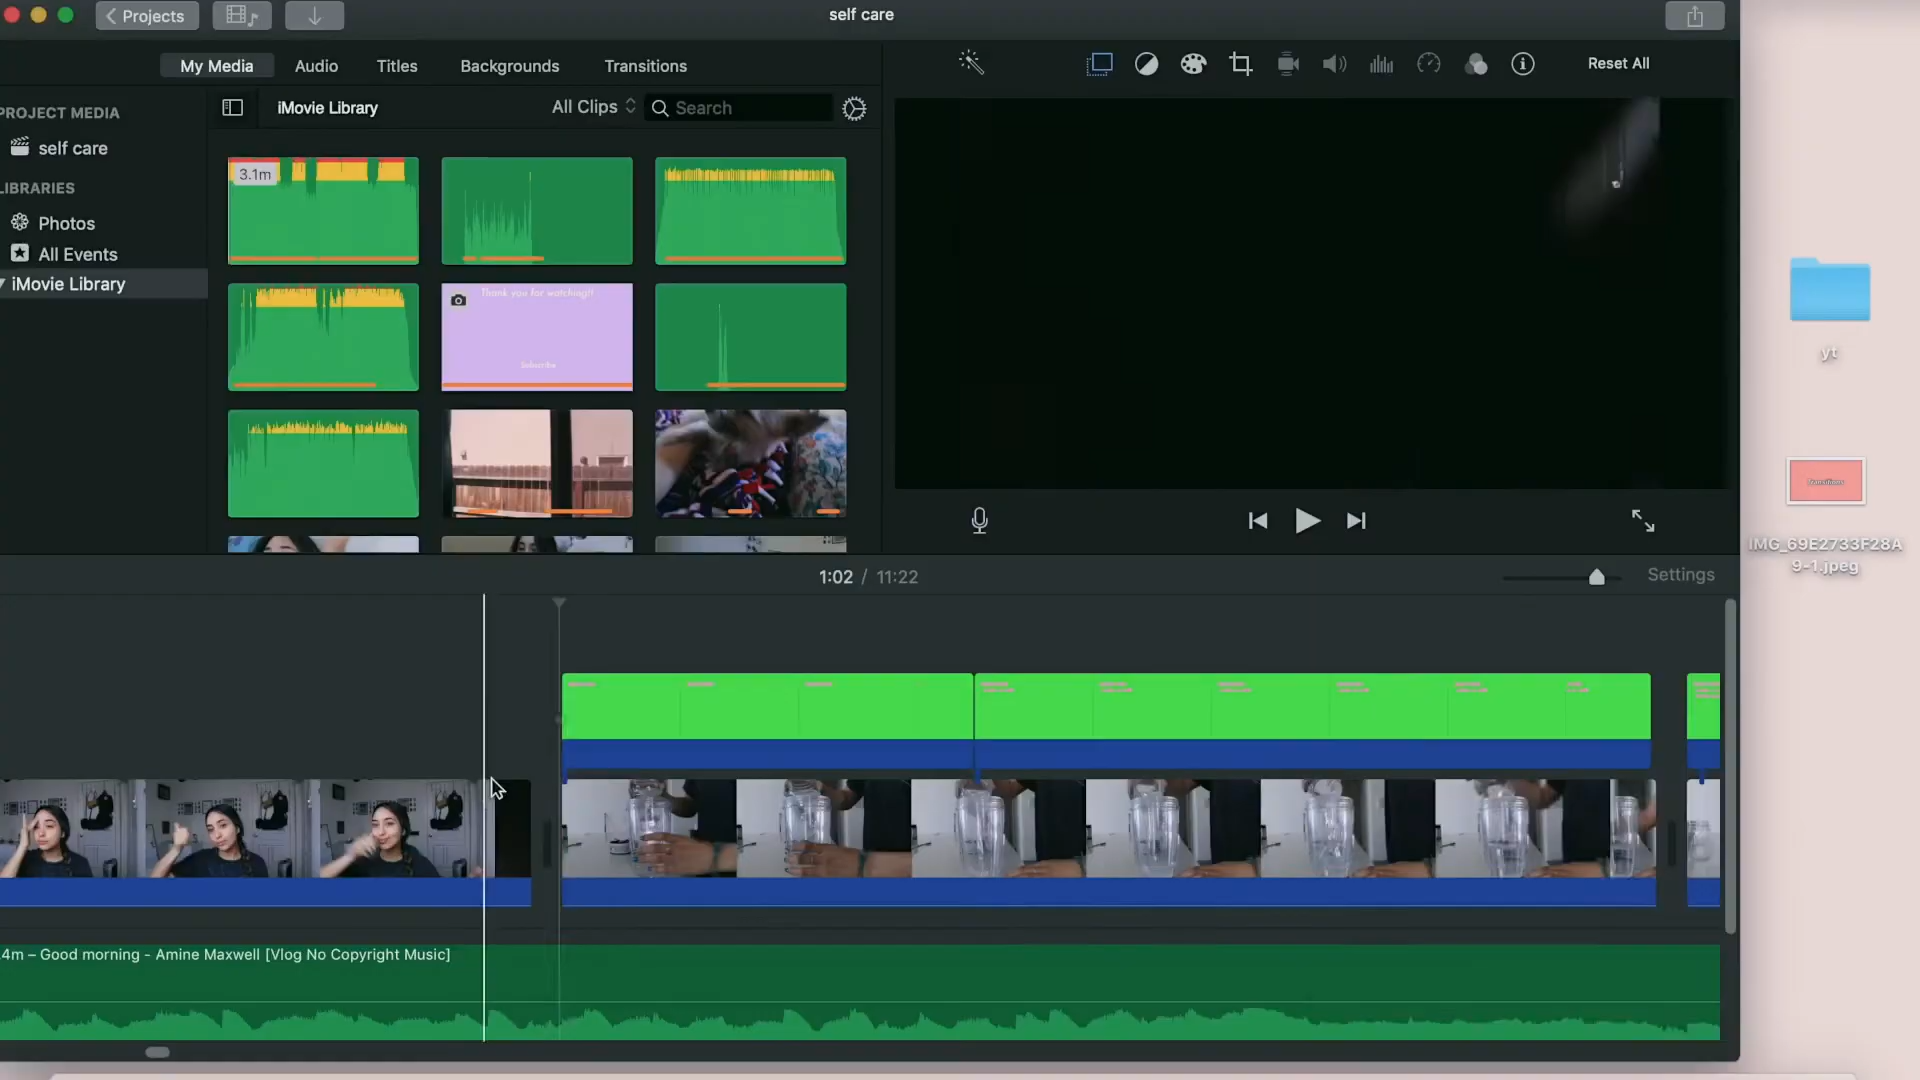 Projects
self care
My Media
Audio
Titles
Backgrounds
Transitions
Reset All
PROJECT MEDIA
iMovie Library
All Clips
Search
self care
3.1m
LIBRARIES
Photos
All Events
iMovie Library
Thank you for watching!!
Subscribe
yt
Transitions
IMG_69E2733F28A
9-1.jpeg
1:02 / 11:22
Settings
.4m – Good morning - Amine Maxwell [Vlog No Copyright Music]